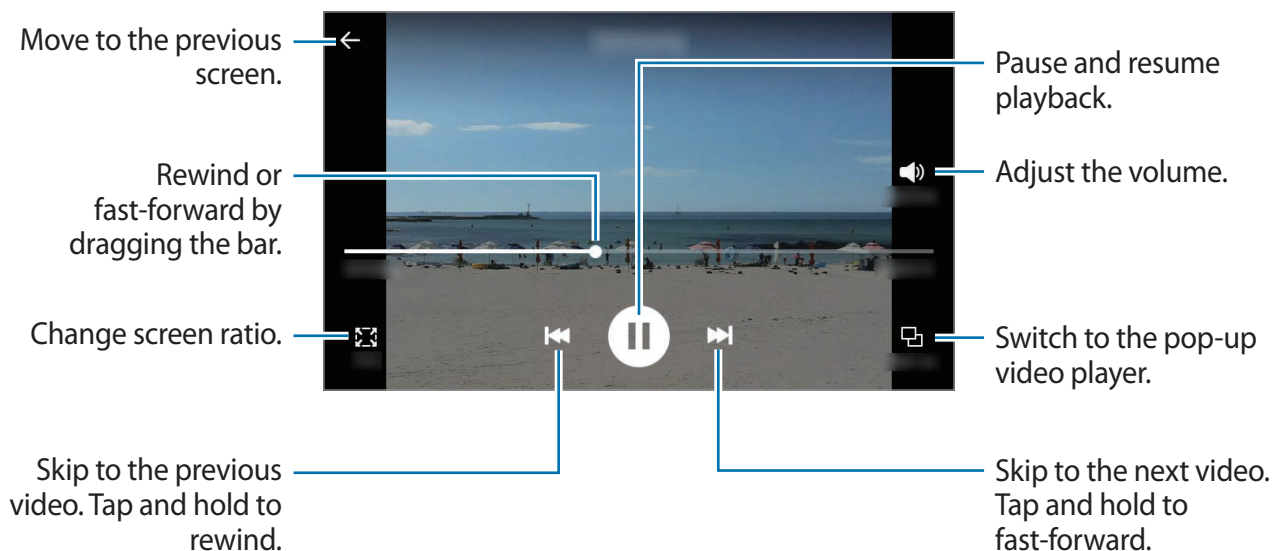 Move to the previous
screen.
Rewind or
fast-forward by
dragging the bar.
Change screen ratio.
Skip to the previous
video. Tap and hold to
rewind.
Pause and resume
playback.
Adjust the volume.
Switch to the pop-up
video player.
Skip to the next video.
Tap and hold to
fast-forward.